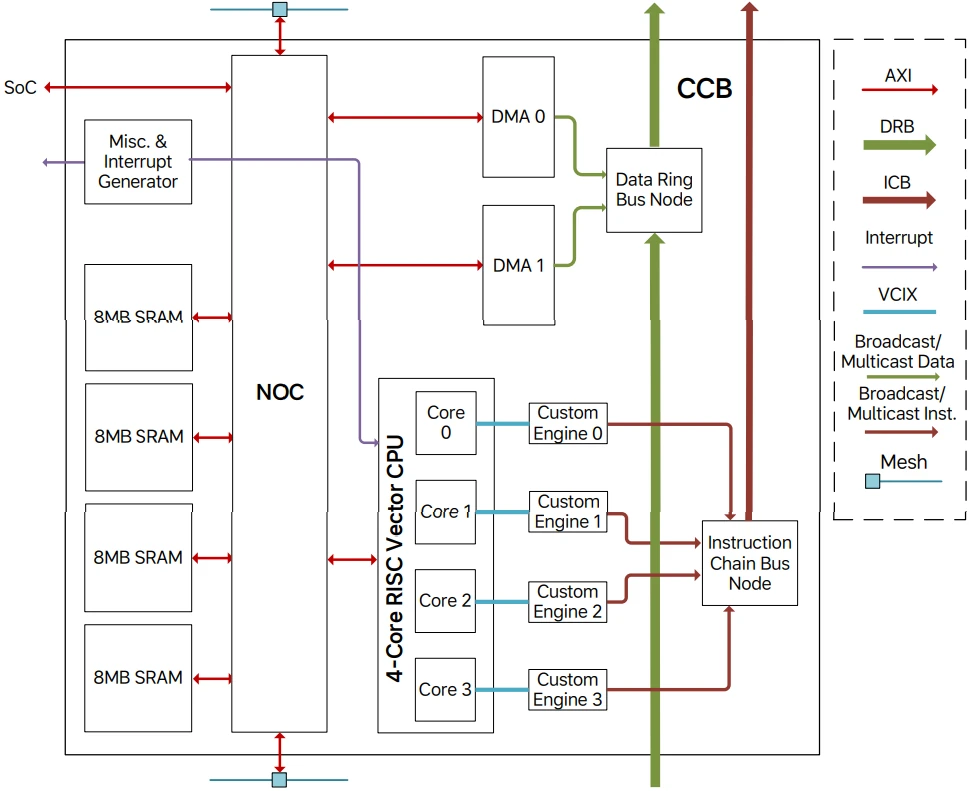 SoC
CCB
Misc. &
Interrupt
Generator
DMA 0
Data Ring
Bus Node
DMA 1
8MB SRAM
8MB SRAM
8MB SRAM
8MB SRAM
NOC
4-Core RISC Vector CPU
Core
0
Core 1
Core 2
Core 3
Custom
Engine 0
Custom
Engine 1
Custom
Engine 2
Custom
Engine 3
Instruction
Chain Bus
Node
AXI
DRB
ICB
Interrupt
VCIX
Broadcast/
Multicast Data
Broadcast/
Multicast Inst.
Mesh